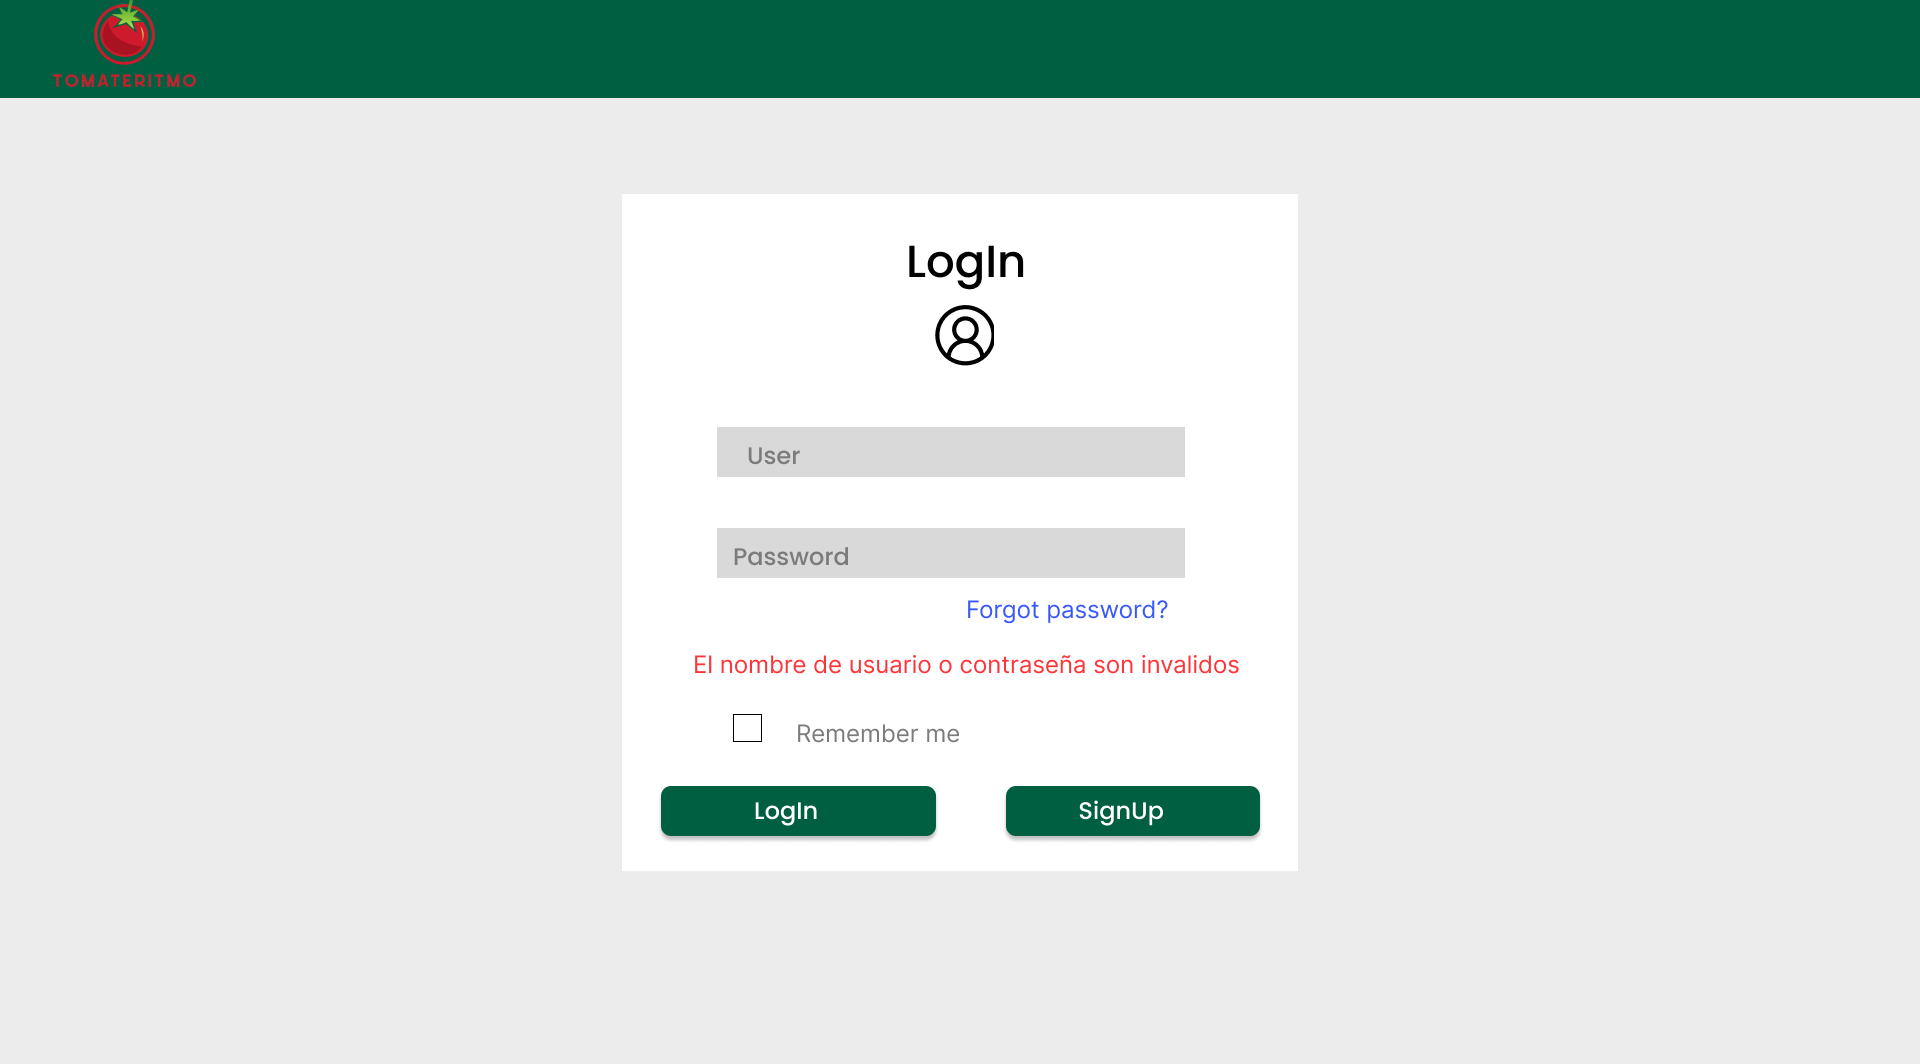 TOMATERITMO
LogIn
User
Password
Forgot password?
El nombre de usuario o contraseña son invalidos
Remember me
LogIn
SignUp